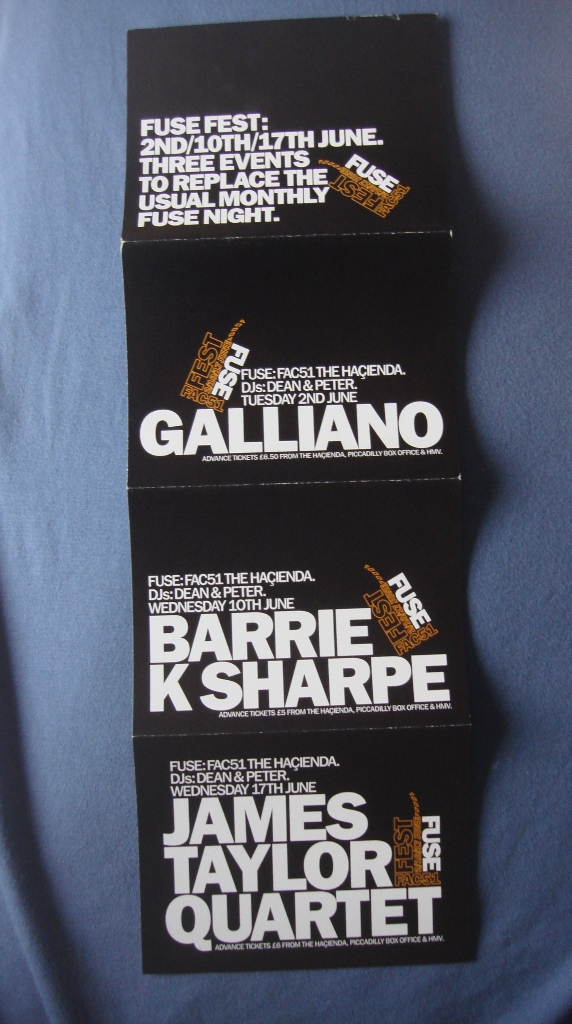 FUSE FEST:
2ND/10TH/17TH JUNE.
THREE EVENTS
TO REPLACE THE
USUAL MONTHLY
FUSE NIGHT.
FUSE
FEST
FAC51
FEST
FUSE
FAC51
FUSE: FAC51 THE HAÇIENDA.
DJs: DEAN & PETER.
TUESDAY 2ND JUNE
GALLIANO
ADVANCE TICKETS £6.50 FROM THE HAÇIENDA, PICCADILLY BOX OFFICE & HMV.
FUSE: FAC51 THE HAÇIENDA.
DJs: DEAN & PETER.
WEDNESDAY 10TH JUNE
BARRIE
K SHARPE
FUSE
FEST
FAC51
ADVANCE TICKETS £5 FROM THE HAÇIENDA, PICCADILLY BOX OFFICE & HMV.
FUSE: FAC51 THE HAÇIENDA.
DJs: DEAN & PETER.
WEDNESDAY 17TH JUNE
JAMES
TAYLOR
QUARTET
FUSE
FEST
FAC51
ADVANCE TICKETS £6 FROM THE HAÇIENDA, PICCADILLY BOX OFFICE & HMV.